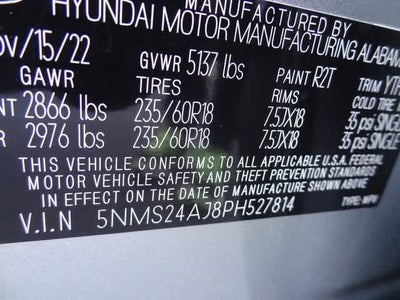 MANUFACTURED BY
HYUNDAI MOTOR MANUFACTURING ALABAMA
/15/22 GVWR 5137 lbs
GAWR TIRES PAINT R2T TRIM
2866 lbs 235/60R18 RIMS COLD TIRE
2976 lbs 235/60R18 7.5JX18 35 psi SINGLE
7.5JX18 35 psi SINGLE
THIS VEHICLE CONFORMS TO ALL APPLICABLE U.S.A. FEDERAL
MOTOR VEHICLE SAFETY AND THEFT PREVENTION STANDARDS
IN EFFECT ON THE DATE OF MANUFACTURE SHOWN ABOVE
V.I.N 5NMS24AJ8PH527814 TYPE: MPV